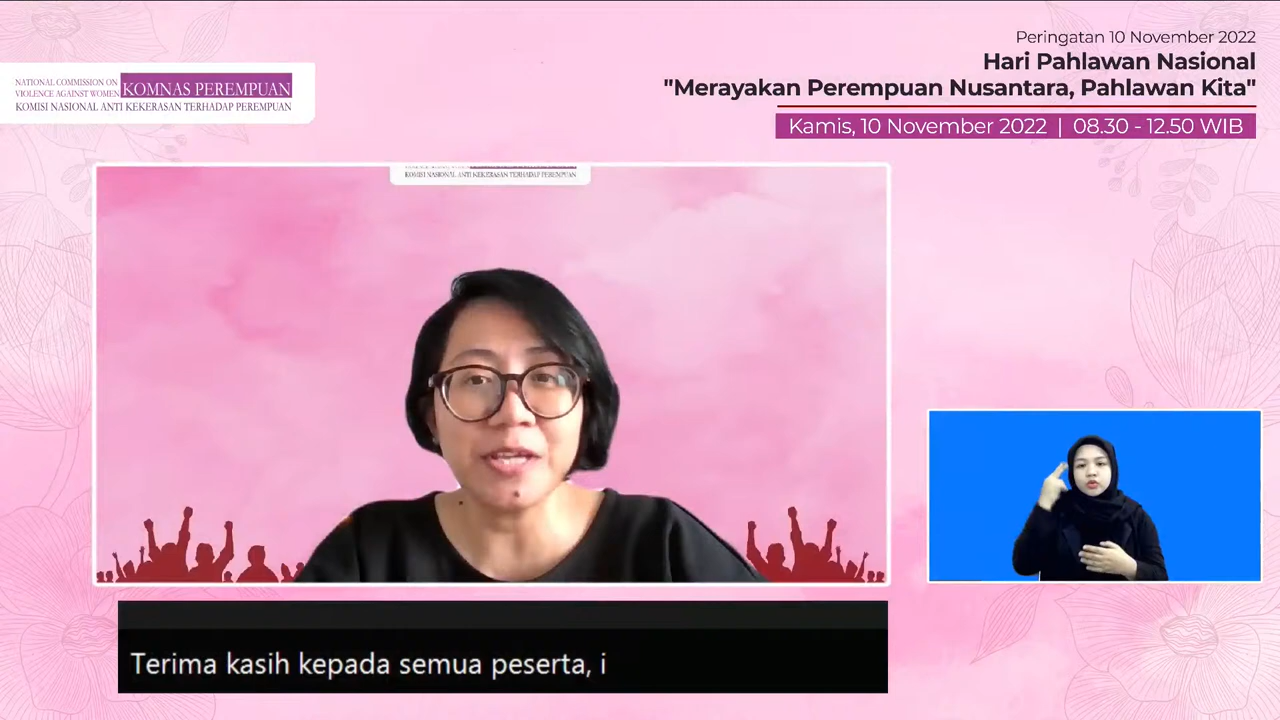 Peringatan 10 November 2022
Hari Pahlawan Nasional
"Merayakan Perempuan Nusantara, Pahlawan Kita"
Kamis, 10 November 2022 | 08.30 - 12.50 WIB
NATIONAL COMMISSION ON
VIOLENCE AGAINST WOMEN
KOMNAS PEREMPUAN
KOMISI NASIONAL ANTI KEKERASAN TERHADAP PEREMPUAN
KOMISI NASIONAL ANTI KEKERASAN TERHADAP PEREMPUAN
Terima kasih kepada semua peserta, i